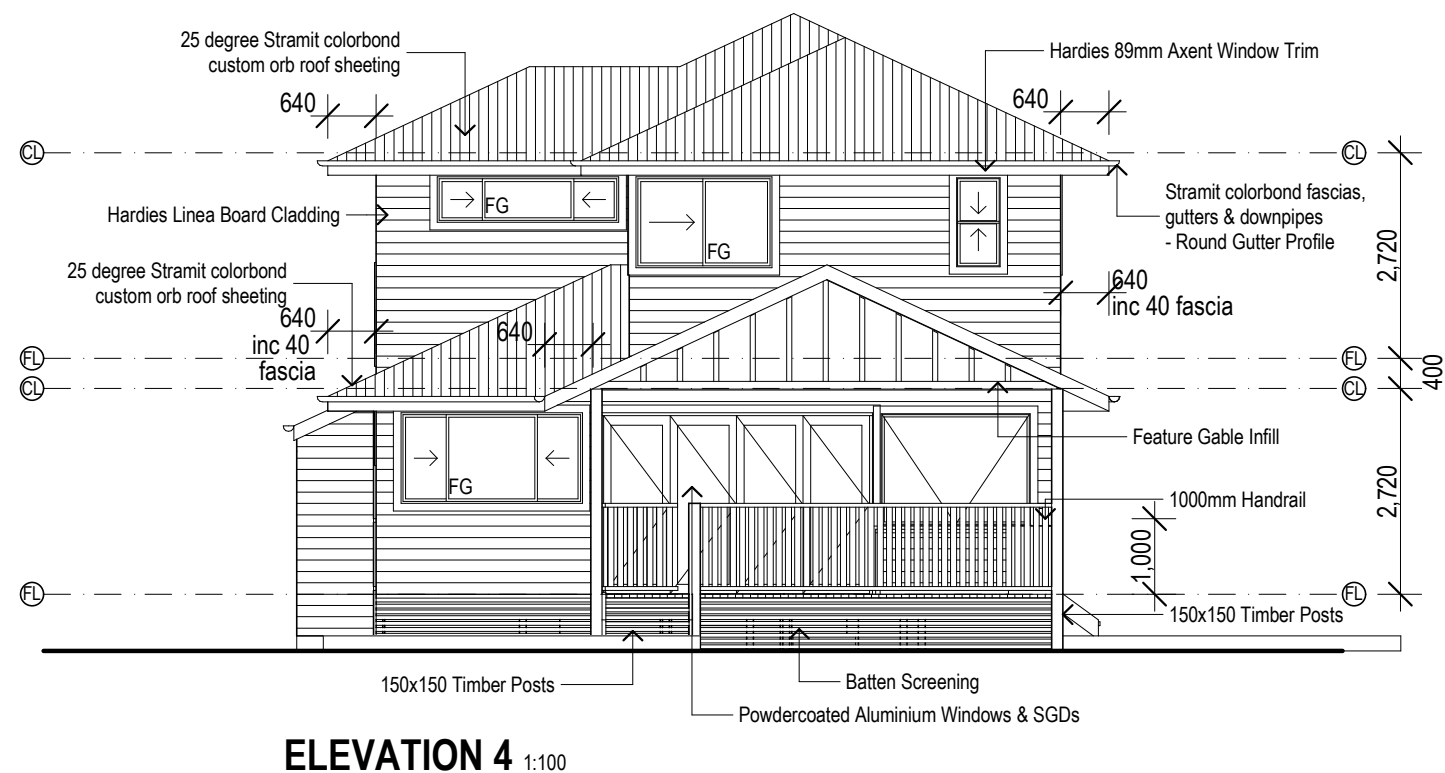 25 degree Stramit colorbond
custom orb roof sheeting
Hardies 89mm Axent Window Trim
640
640
CL
CL
Hardies Linea Board Cladding
FG
FG
Stramit colorbond fascias,
gutters & downpipes
- Round Gutter Profile
2,720
25 degree Stramit colorbond
custom orb roof sheeting
640
inc 40
fascia
640
640
inc 40 fascia
FL
FL
400
CL
CL
Feature Gable Infill
FG
1000mm Handrail
2,720
1,000
FL
FL
150x150 Timber Posts
150x150 Timber Posts
Batten Screening
Powdercoated Aluminium Windows & SGDs
ELEVATION 4 1:100